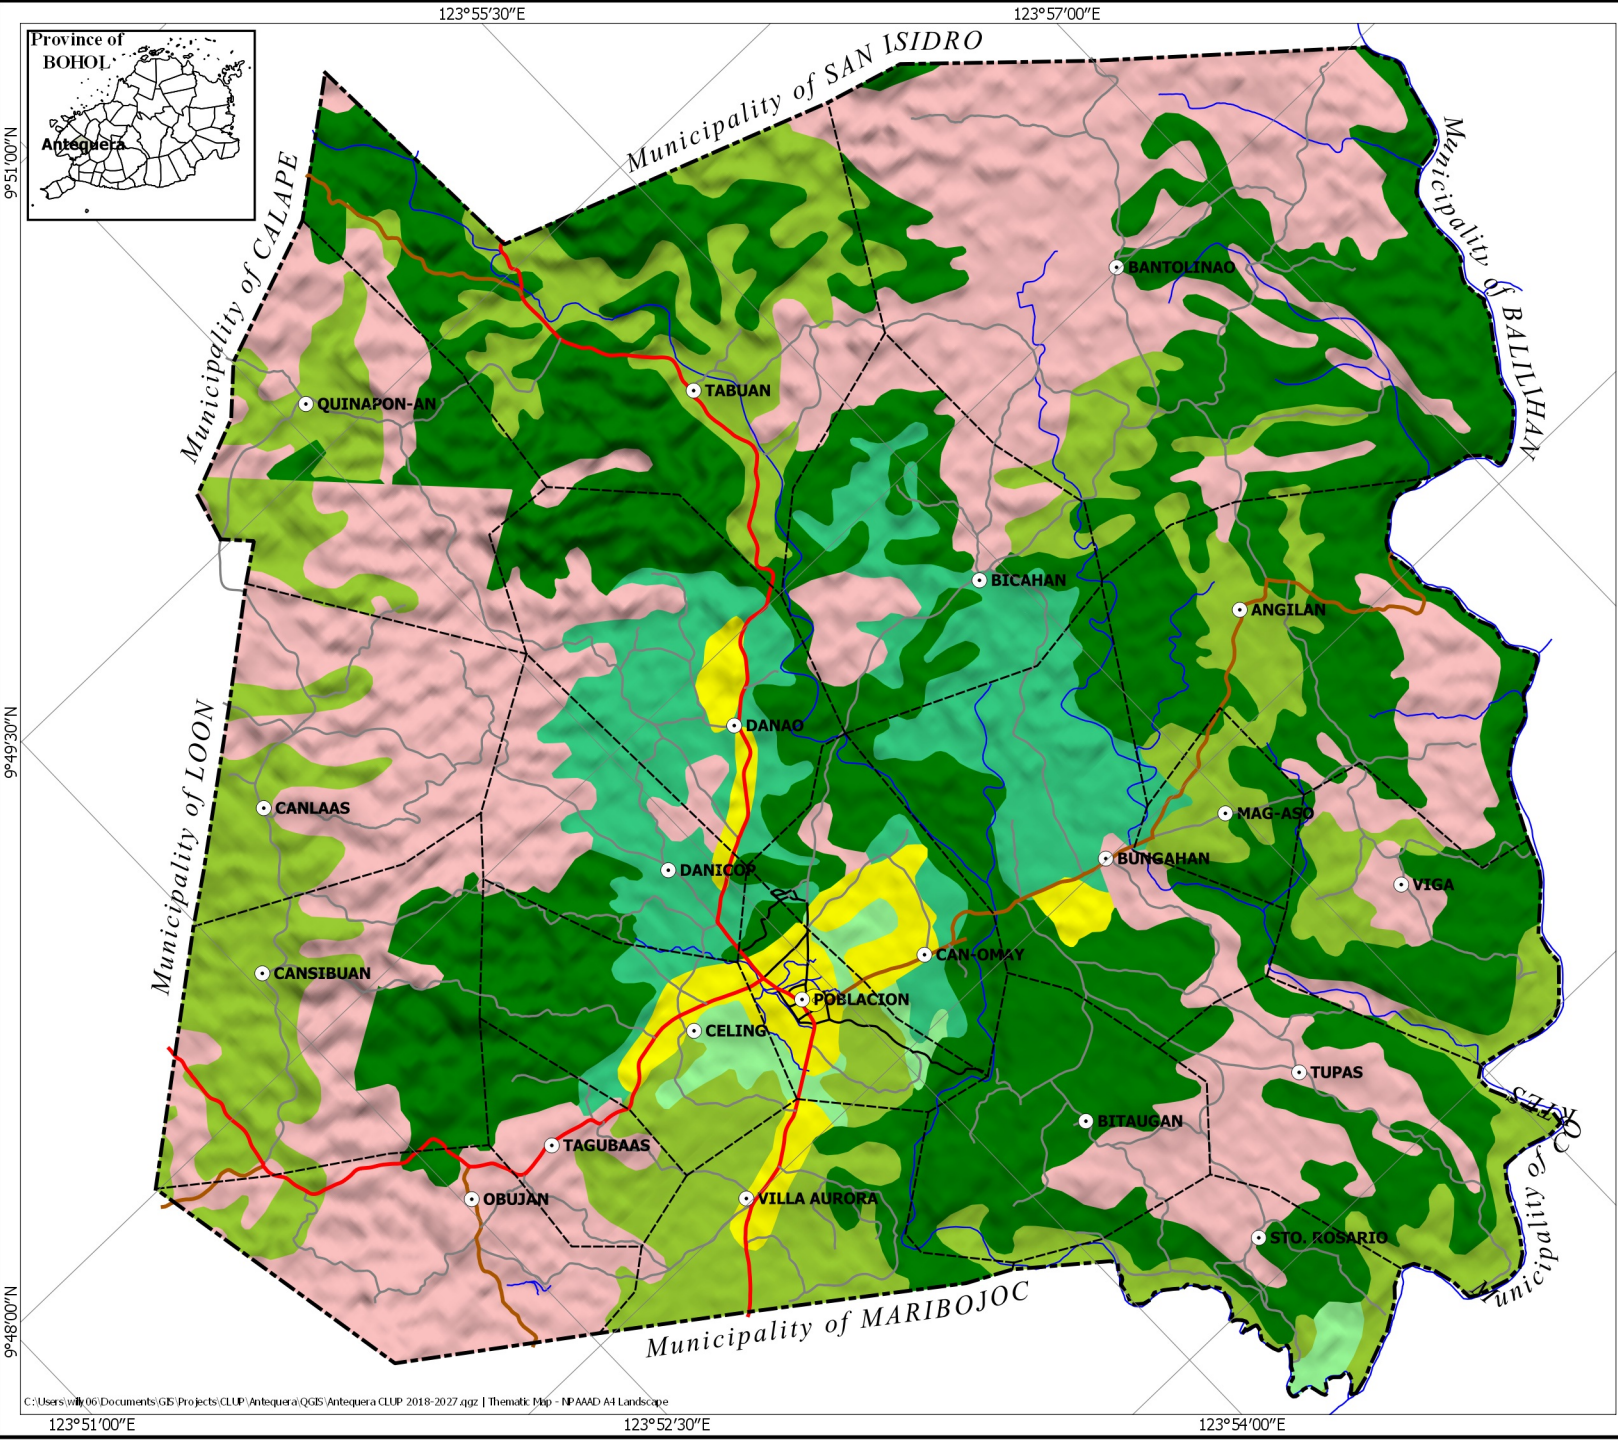 123°55'30"E
123°57'00"E
Province of
BOHOL
Antequera
Municipality of SAN ISIDRO
Municipality of CALAPE
Municipality of BALILIHAN
9°51'00"N
BANTOLINAO
TABUAN
QUINAPON-AN
BICAHAN
ANGILAN
9°49'30"N
DANAO
Municipality of LOON
CANLAAS
MAG-ASO
BUNGAHAN
DANICOP
VIGA
CAN-OMAY
CANSIBUAN
POBLACION
CELING
TUPAS
BITAUGAN
TAGUBAAS
OBUJAN
VILLA AURORA
STO. ROSARIO
Municipality of CORTES
Municipality of MARIBOJOC
9°48'00"N
C:\Users\willy06\Documents\GIS\Projects\CLUP\Antequera\QGIS\Antequera CLUP 2018-2027.qgz | Thematic Map - NPAAAD A4 Landscape
123°51'00"E
123°52'30"E
123°54'00"E